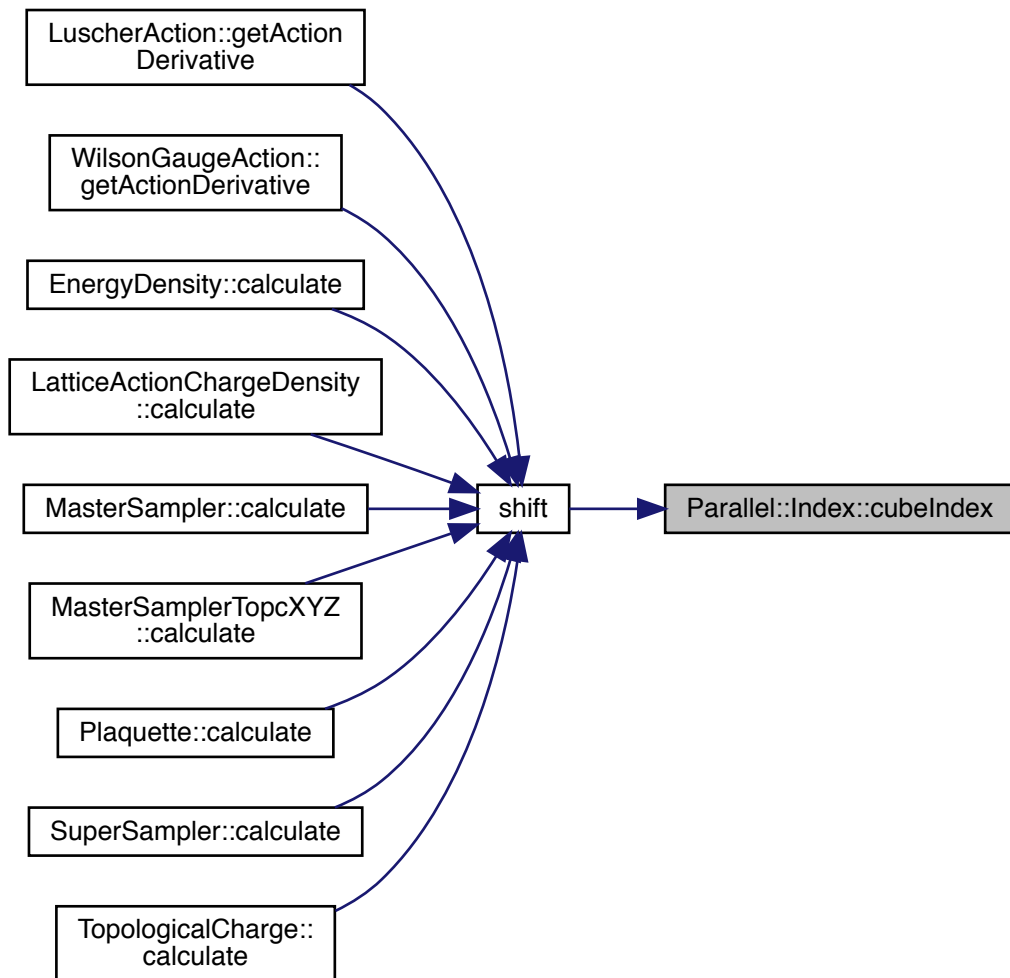 LuscherAction::getAction
Derivative
WilsonGaugeAction::
getActionDerivative
EnergyDensity::calculate
LatticeActionChargeDensity
::calculate
MasterSampler::calculate
MasterSamplerTopcXYZ
::calculate
Plaquette::calculate
SuperSampler::calculate
TopologicalCharge::
calculate
shift
Parallel::Index::cubeIndex